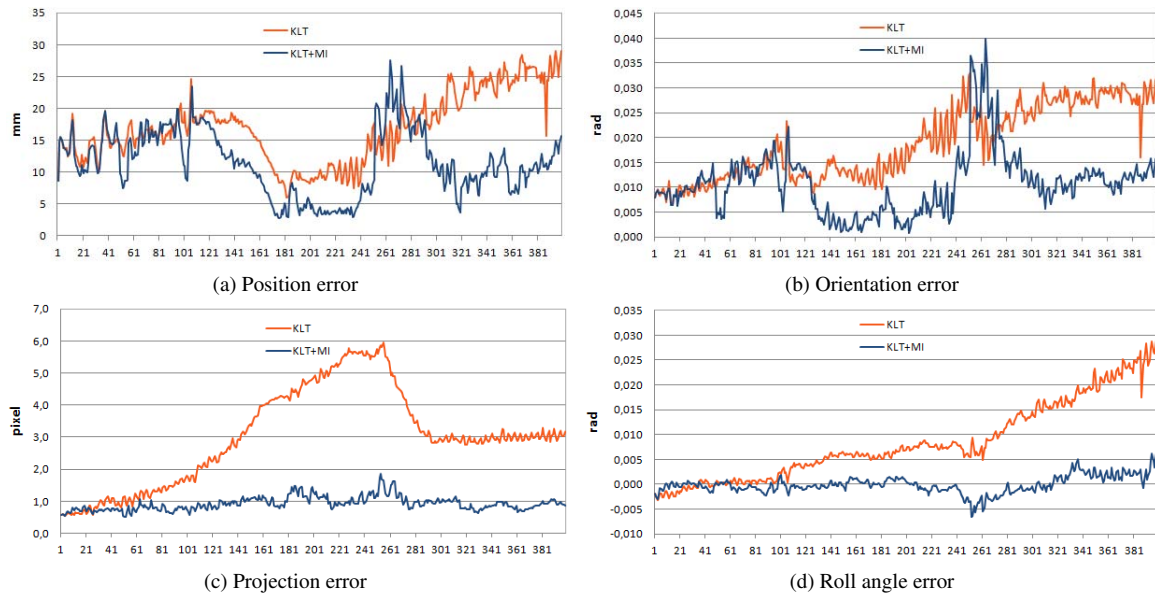 mm
35
30
25
20
15
10
5
0
KLT
KLT+MI
1 21 41 61 81 101 121 141 161 181 201 221 241 261 281 301 321 341 361 381
(a) Position error
rad
0,045
0,040
0,035
0,030
0,025
0,020
0,015
0,010
0,005
0,000
KLT
KLT+MI
1 21 41 61 81 101 121 141 161 181 201 221 241 261 281 301 321 341 361 381
(b) Orientation error
pixel
7,0
6,0
5,0
4,0
3,0
2,0
1,0
0,0
KLT
KLT+MI
1 21 41 61 81 101 121 141 161 181 201 221 241 261 281 301 321 341 361 381
(c) Projection error
rad
0,035
0,030
0,025
0,020
0,015
0,010
0,005
0,000
-0,005
-0,010
KLT
KLT+MI
1 21 41 61 81 101 121 141 161 181 201 221 241 261 281 301 321 341 361 381
(d) Roll angle error